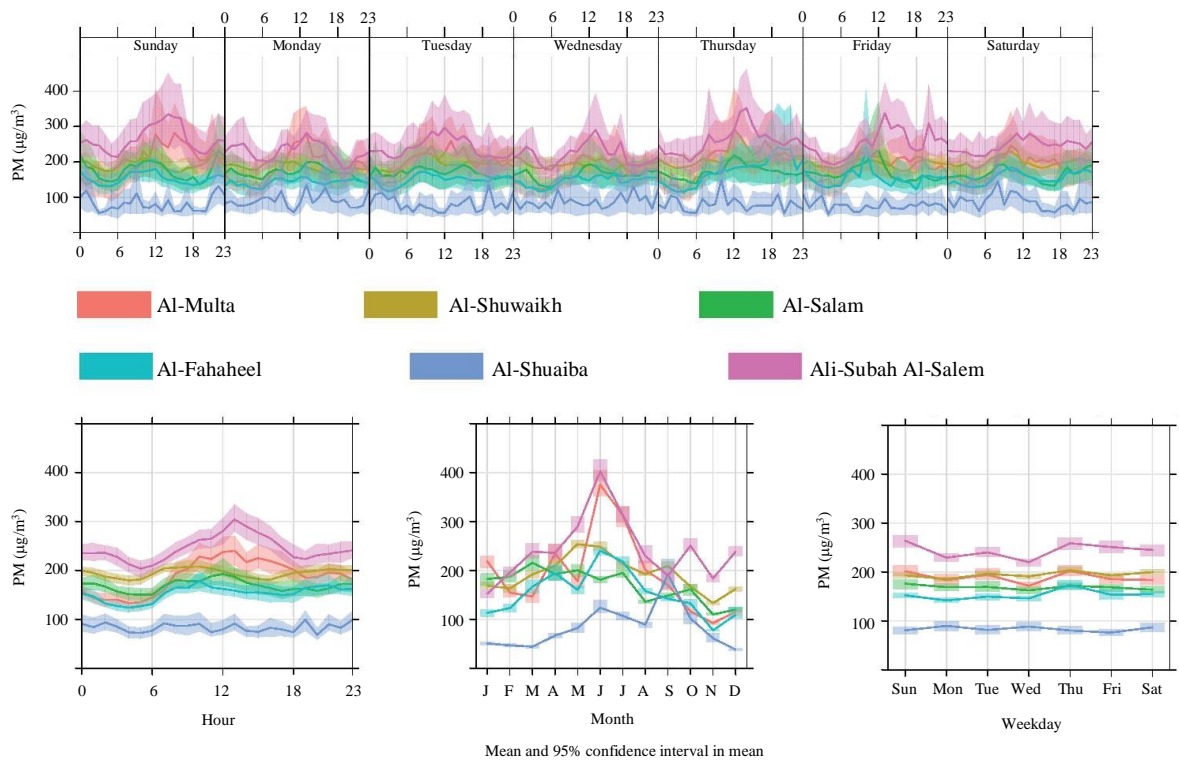 0 6 12 18 23 0 6 12 18 23 0 6 12 18 23
Sunday Monday Tuesday Wednesday Thursday Friday Saturday
PM (μg/m³)
400
300
200
100
0 6 12 18 23 0 6 12 18 23 0 6 12 18 23 0 6 12 18 23
Al-Multa Al-Shuwaikh Al-Salam
Al-Fahaheel Al-Shuaiba Ali-Subah Al-Salem
PM (μg/m³)
400
300
200
100
0 6 12 18 23
Hour
PM (μg/m³)
400
300
200
100
J F M A M J J A S O N D
Month
PM (μg/m³)
400
300
200
100
Sun Mon Tue Wed Thu Fri Sat
Weekday
Mean and 95% confidence interval in mean